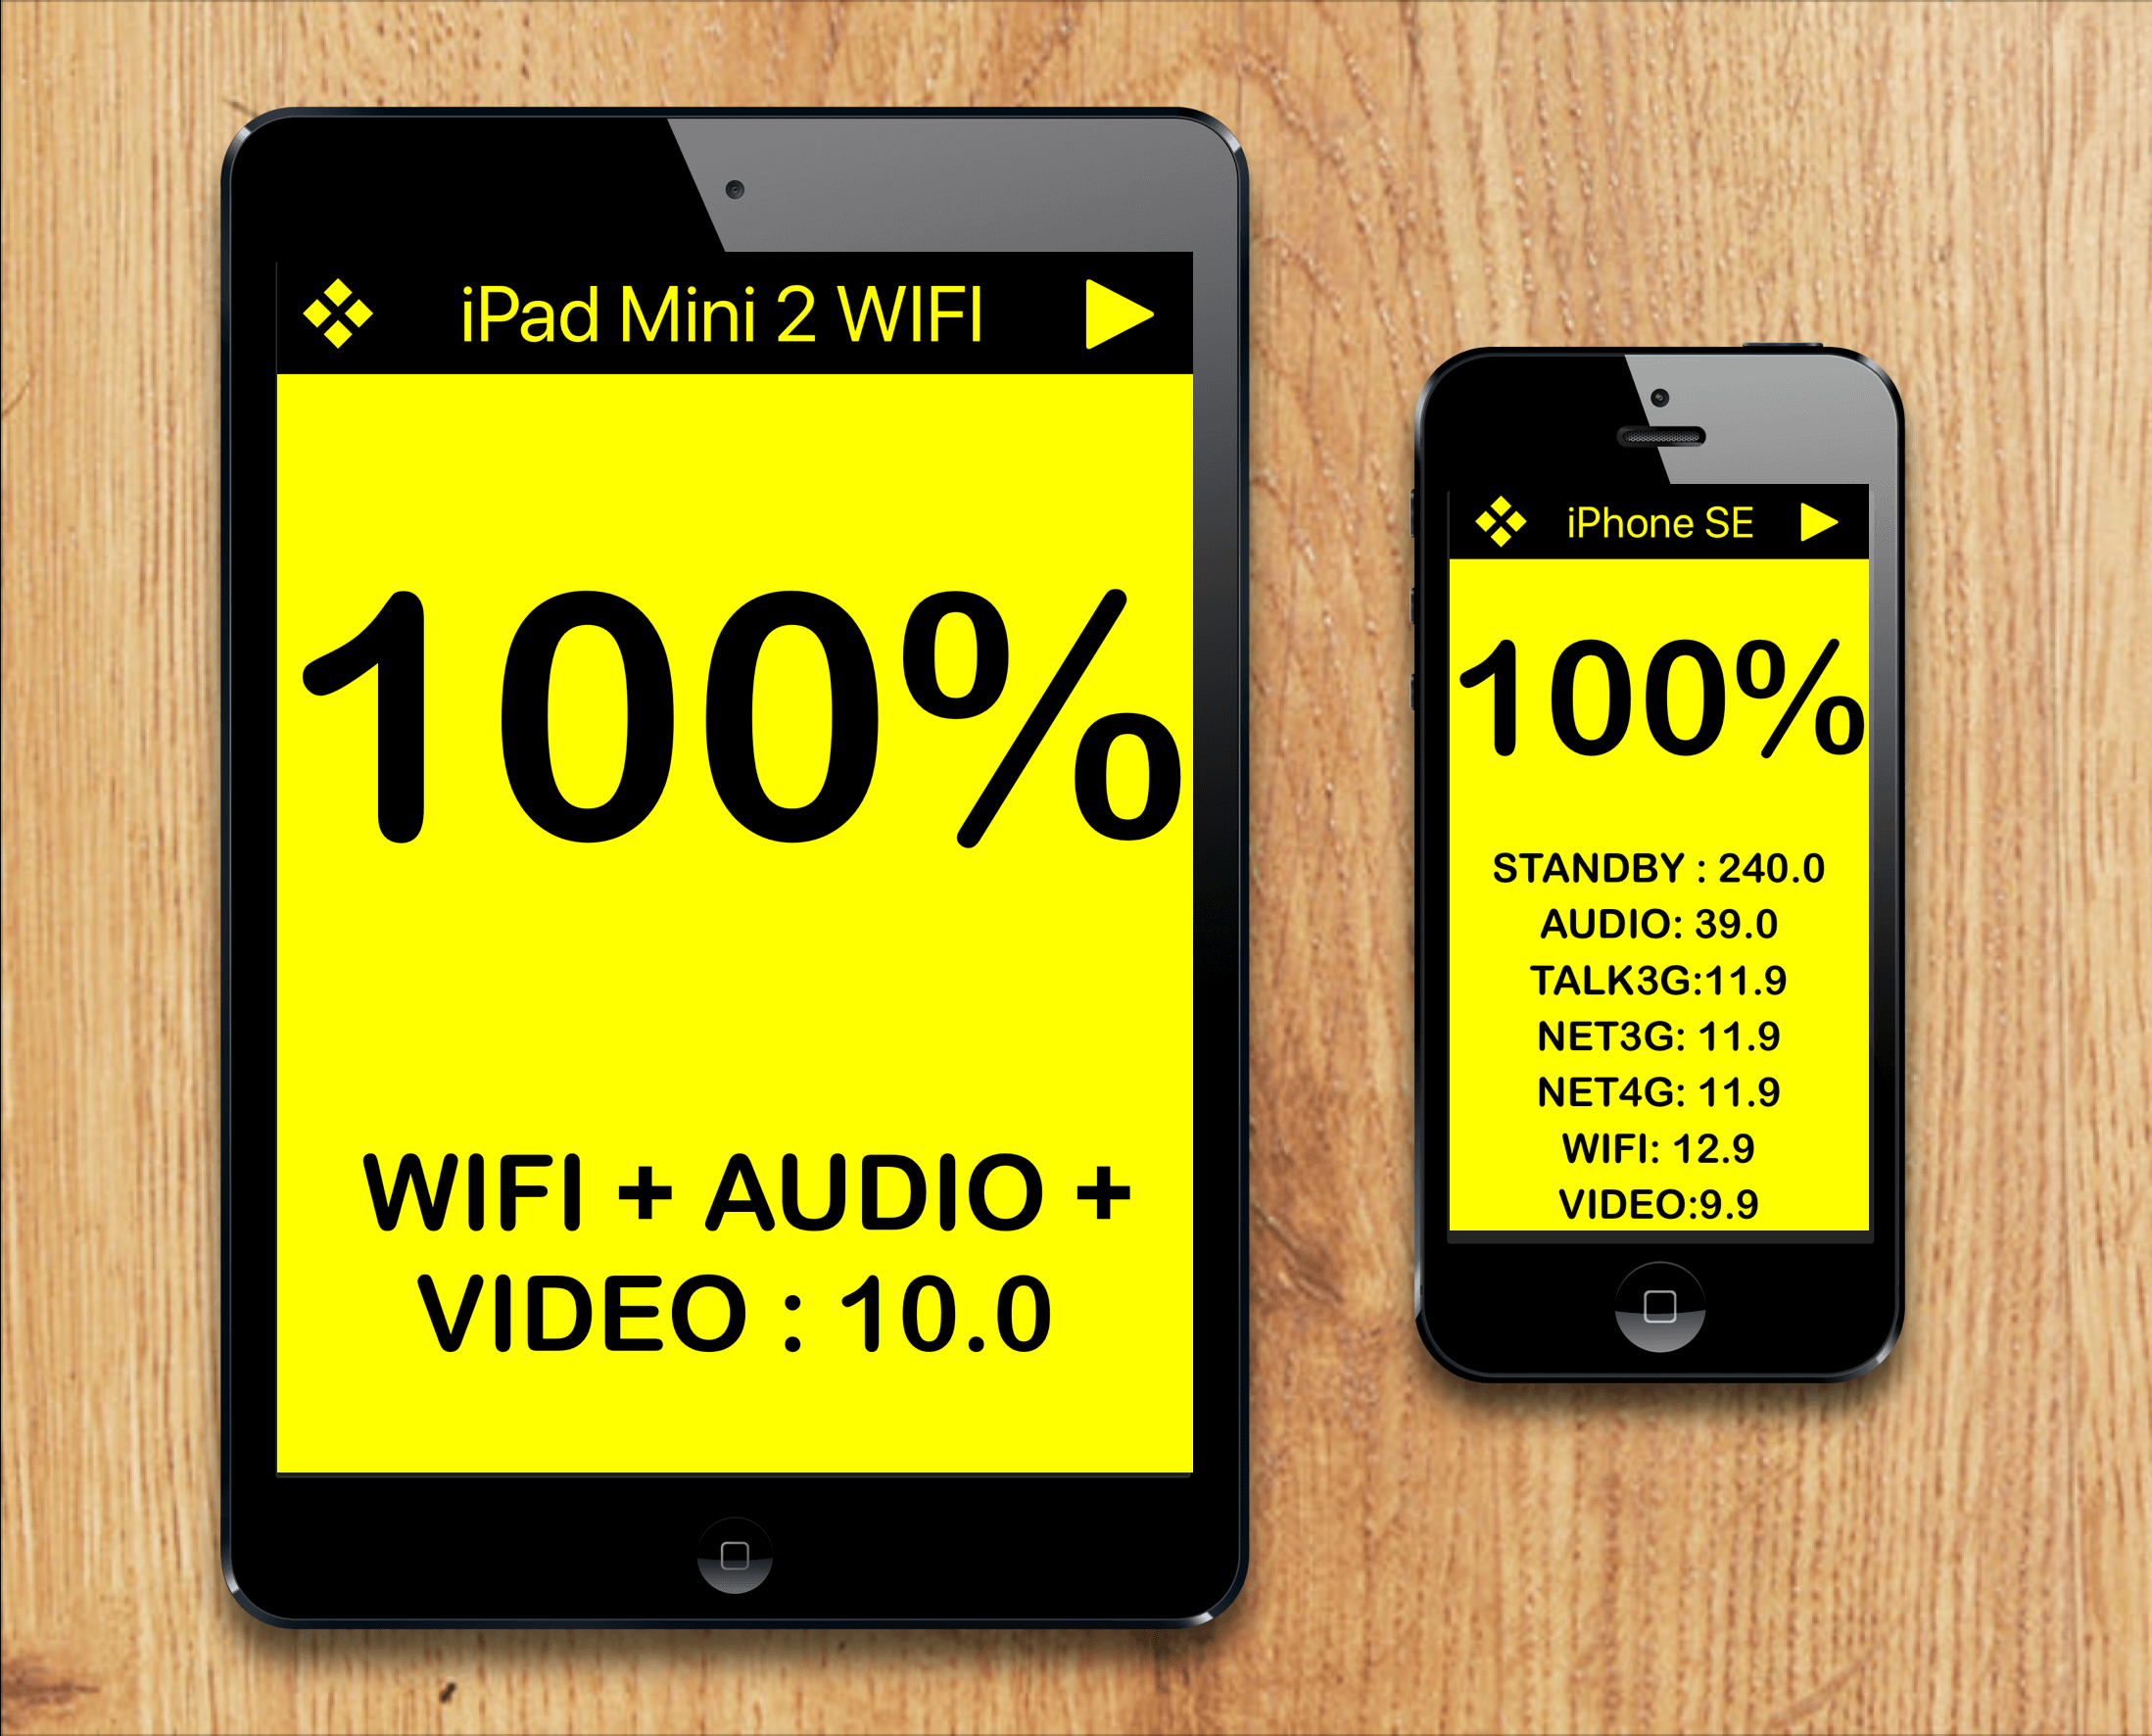 iPad Mini 2 WIFI
100%
WIFI + AUDIO +
VIDEO : 10.0
iPhone SE
100%
STANDBY : 240.0
AUDIO: 39.0
TALK3G:11.9
NET3G: 11.9
NET4G: 11.9
WIFI: 12.9
VIDEO:9.9